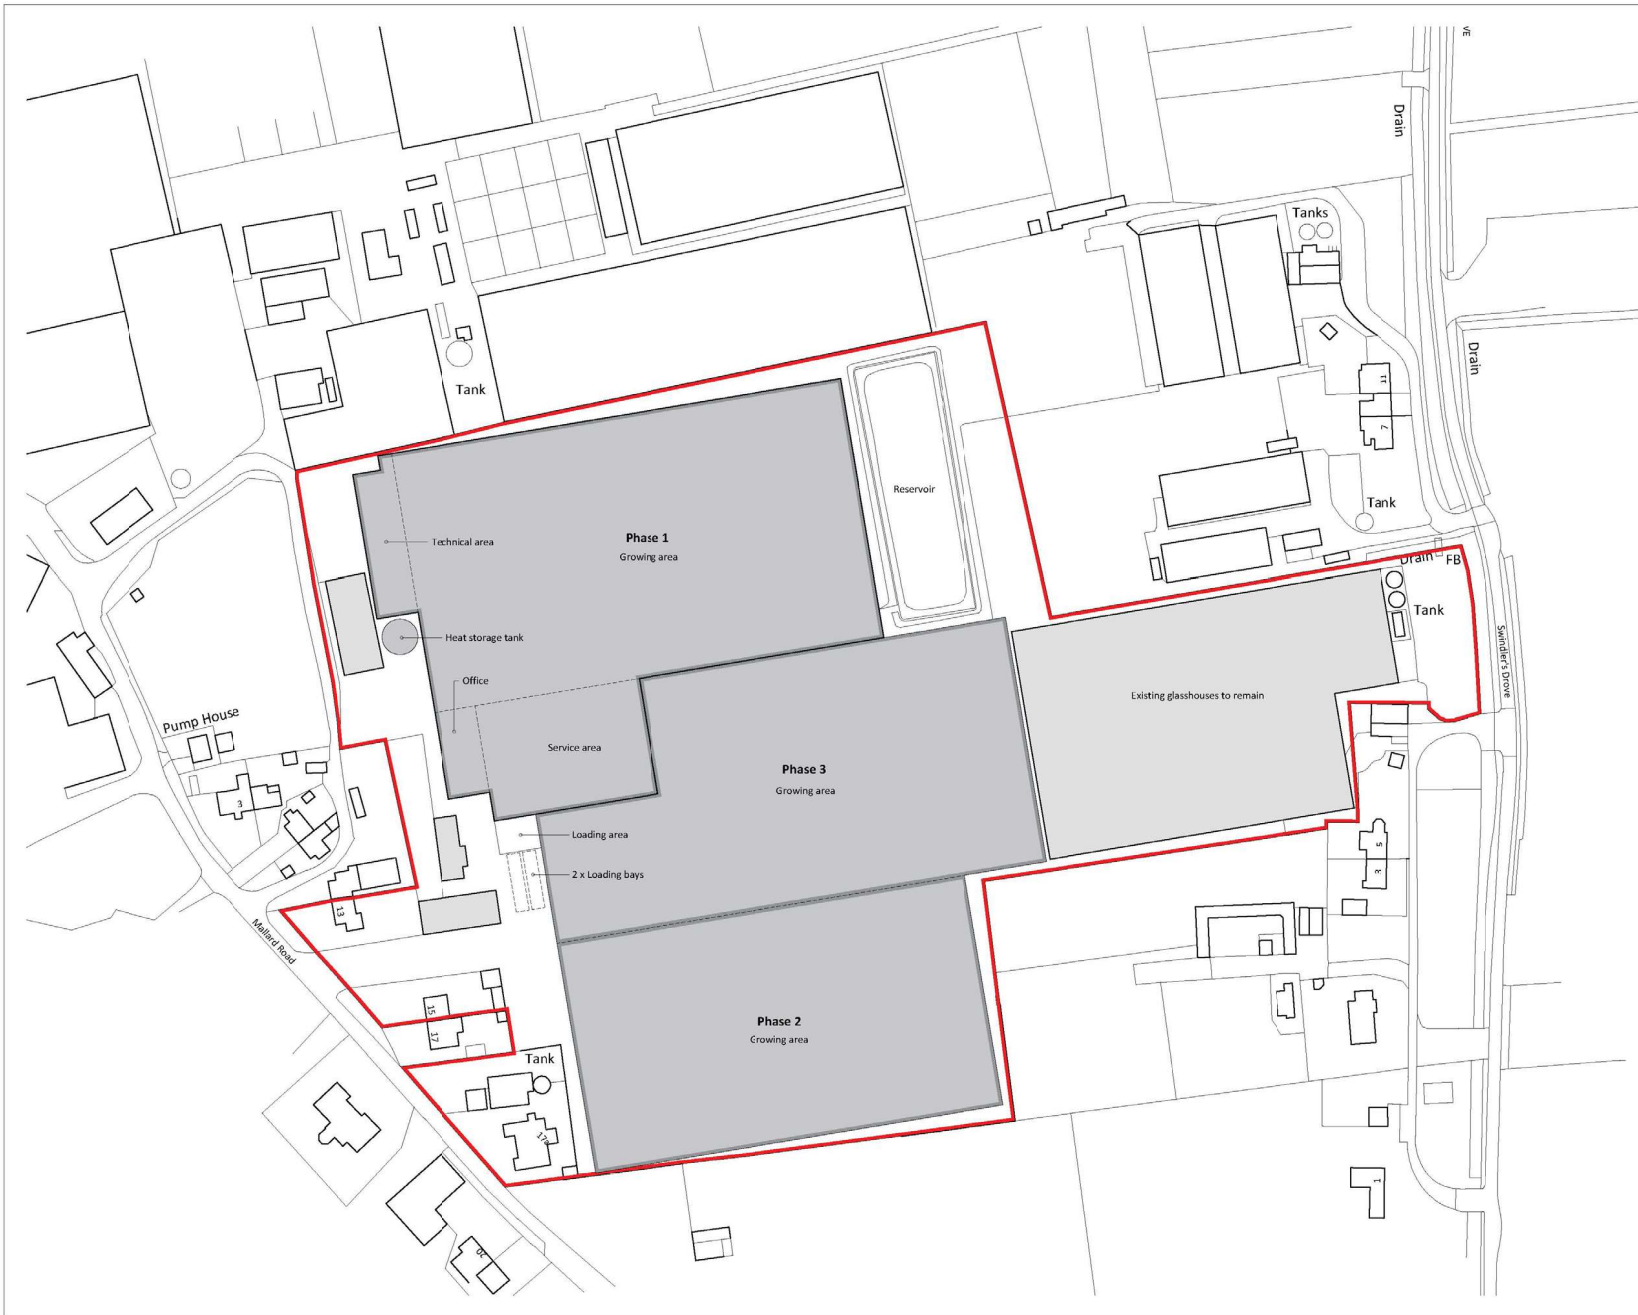 VE
Drain
Tanks
Drain
Tank
11
7
Reservoir
Tank
Phase 1
Growing area
Technical area
Drain
FB
Tank
Heat storage tank
Swindler's Drove
Office
Existing glasshouses to remain
Pump House
Service area
Phase 3
Growing area
3
Loading area
5
3
2 x Loading bays
13
Mallard Road
15
Phase 2
Growing area
17
Tank
17a
1
20